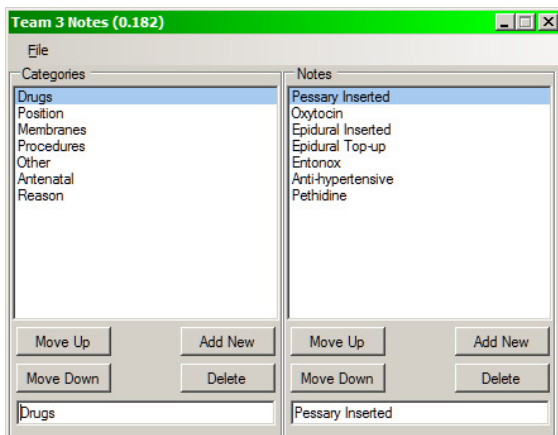 Team 3 Notes (0.182)
File
Categories
Drugs
Position
Membranes
Procedures
Other
Antenatal
Reason
Move Up
Add New
Move Down
Delete
Drugs
Notes
Pessary Inserted
Oxytocin
Epidural Inserted
Epidural Top-up
Entonox
Anti-hypertensive
Pethidine
Move Up
Add New
Move Down
Delete
Pessary Inserted